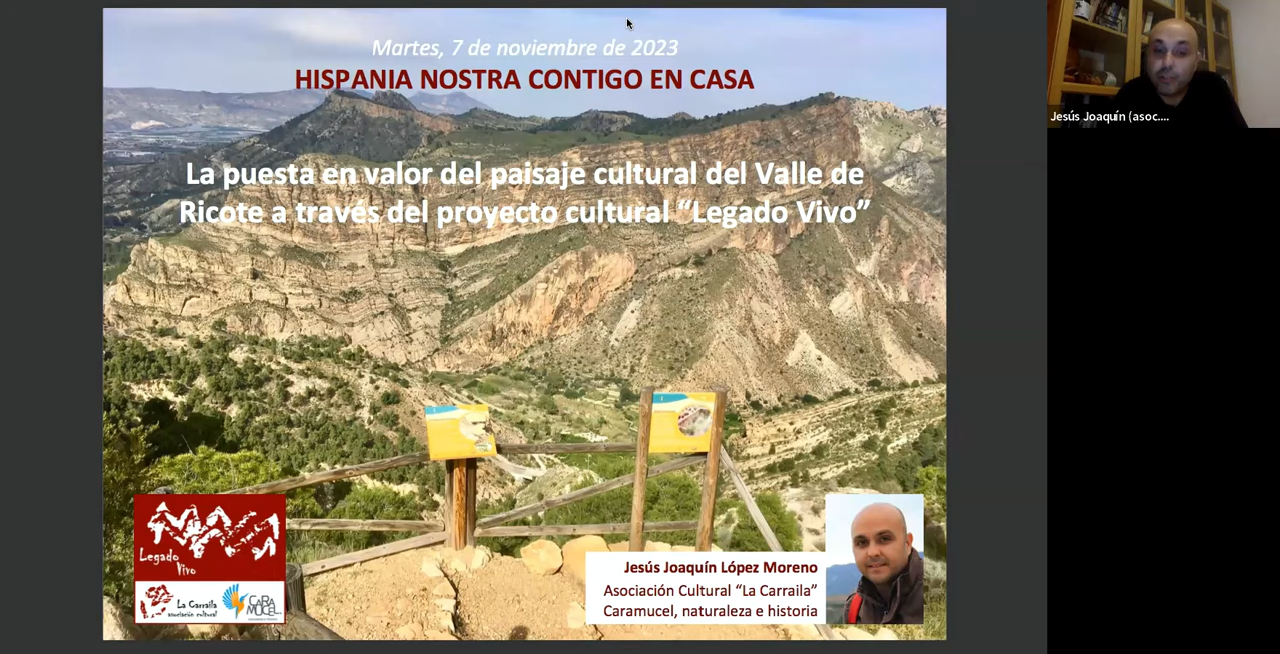 Martes, 7 de noviembre de 2023
HISPANIA NOSTRA CONTIGO EN CASA
La puesta en valor del paisaje cultural del Valle de
Ricote a través del proyecto cultural “Legado Vivo”
Jesús Joaquín (asoc....
Legado
Vivo
La Carraila
asociación cultural
CARA
MUCEL
Jesús Joaquín López Moreno
Asociación Cultural “La Carraila”
Caramucel, naturaleza e historia